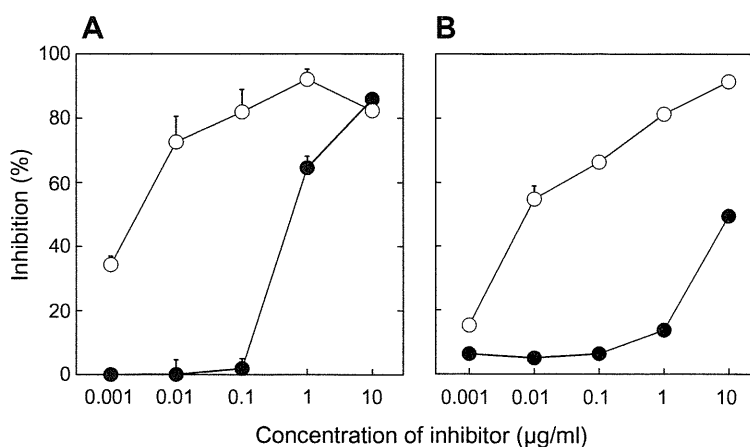 A
B
Inhibition (%)
100
80
60
40
20
0
0.001 0.01 0.1 1 10
0.001 0.01 0.1 1 10
Concentration of inhibitor (μg/ml)